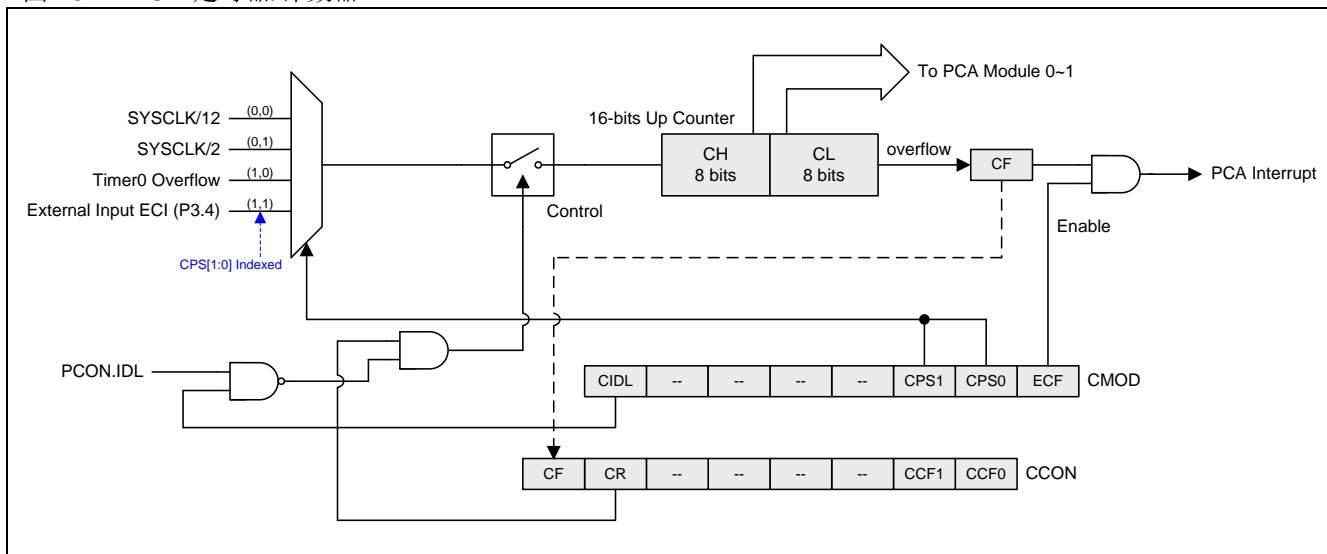 To PCA Module 0~1
16-bits Up Counter
SYSCLK/12 (0,0)
SYSCLK/2 (0,1)
Timer0 Overflow (1,0)
External Input ECI (P3.4) (1,1)
CPS[1:0] Indexed
Control
CH
8 bits
CL
8 bits
overflow
CF
PCA Interrupt
Enable
PCON.IDL
CIDL -- -- -- -- CPS1 CPS0 ECF CMOD
CF CR -- -- -- -- CCF1 CCF0 CCON